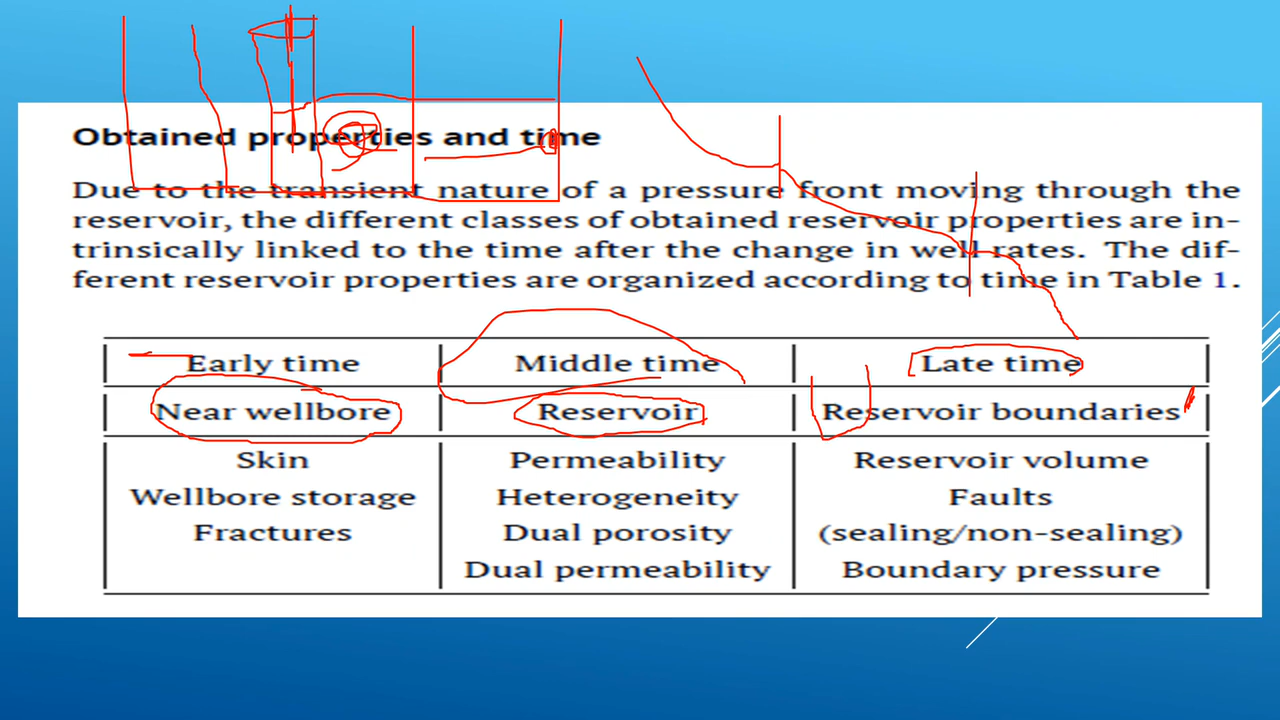 Obtained properties and time
Due to the transient nature of a pressure front moving through the
reservoir, the different classes of obtained reservoir properties are in-
trinsically linked to the time after the change in well rates. The dif-
ferent reservoir properties are organized according to time in Table 1.
Early time Middle time Late time
Near wellbore Reservoir Reservoir boundaries
Skin Permeability Reservoir volume
Wellbore storage Heterogeneity Faults
Fractures Dual porosity (sealing/non-sealing)
Dual permeability Boundary pressure